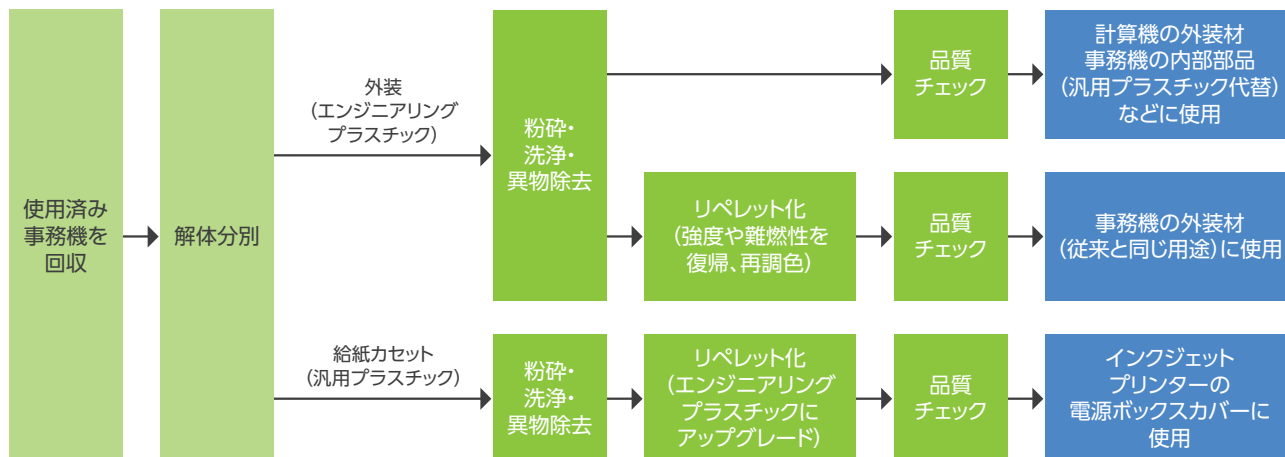 使用済み
事務機を
回収
解体分別
外装
(エンジニアリング
プラスチック)
粉砕・
洗浄・
異物除去
品質
チェック
計算機の外装材
事務機の内部部品
(汎用プラスチック代替)
などに使用
リペレット化
(強度や難燃性を
復帰、再調色)
品質
チェック
事務機の外装材
(従来と同じ用途)に使用
給紙カセット
(汎用プラスチック)
粉砕・
洗浄・
異物除去
リペレット化
(エンジニアリング
プラスチックに
アップグレード)
品質
チェック
インクジェット
プリンターの
電源ボックスカバーに
使用